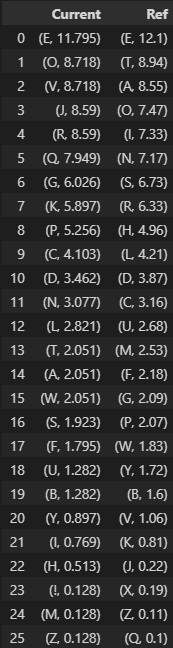 Current Ref
0 (E, 11.795) (E, 12.1)
1 (O, 8.718) (T, 8.94)
2 (V, 8.718) (A, 8.55)
3 (J, 8.59) (O, 7.47)
4 (R, 8.59) (I, 7.33)
5 (Q, 7.949) (N, 7.17)
6 (G, 6.026) (S, 6.73)
7 (K, 5.897) (R, 6.33)
8 (P, 5.256) (H, 4.96)
9 (C, 4.103) (L, 4.21)
10 (D, 3.462) (D, 3.87)
11 (N, 3.077) (C, 3.16)
12 (L, 2.821) (U, 2.68)
13 (T, 2.051) (M, 2.53)
14 (A, 2.051) (F, 2.18)
15 (W, 2.051) (G, 2.09)
16 (S, 1.923) (P, 2.07)
17 (F, 1.795) (W, 1.83)
18 (U, 1.282) (Y, 1.72)
19 (B, 1.282) (B, 1.6)
20 (Y, 0.897) (V, 1.06)
21 (I, 0.769) (K, 0.81)
22 (H, 0.513) (J, 0.22)
23 (!, 0.128) (X, 0.19)
24 (M, 0.128) (Z, 0.11)
25 (Z, 0.128) (Q, 0.1)